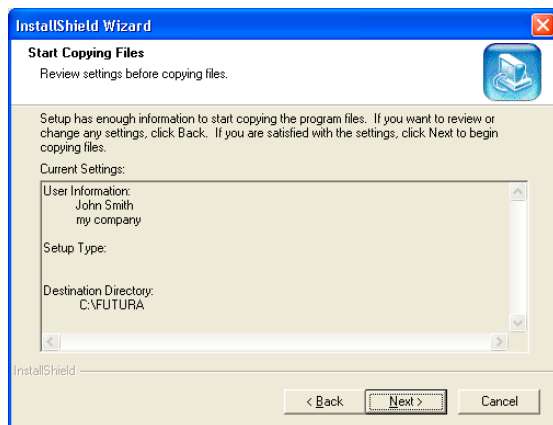 InstallShield Wizard
Start Copying Files
Review settings before copying files.
Setup has enough information to start copying the program files. If you want to review or
change any settings, click Back. If you are satisfied with the settings, click Next to begin
copying files.
Current Settings:
User Information:
John Smith
my company
Setup Type:
Destination Directory:
C:\FUTURA
InstallShield
< Back
Next >
Cancel